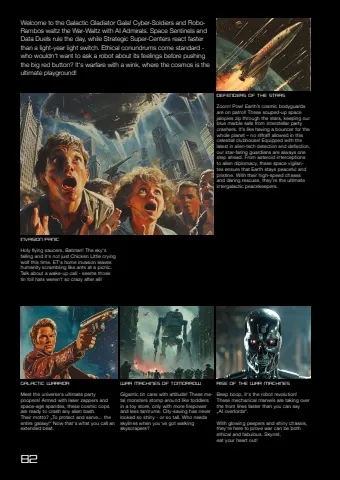 Welcome to the Galactic Gladiator Gala! Cyber-Soldiers and Robo-
Rambos waltz the War-Waltz with AI Admirals. Space Sentinels and
Data Duels rule the day, while Strategic Super-Centers react faster
than a light-year light switch. Ethical conundrums come standard -
who wouldn't want to ask a robot about its feelings before pushing
the big red button? It's warfare with a wink, where the cosmos is the
ultimate playground!
DEFENDERS OF THE STARS
Zoom! Pow! Earth's cosmic bodyguards
are on patrol! These souped-up space
jalopies zip through the stars, keeping our
blue marble safe from interstellar party
crashers. It's like having a bouncer for the
whole planet – no riffraff allowed in this
celestial clubhouse! Equipped with the
latest in alien-tech detection and deflection,
our star-faring guardians are always one
step ahead. From asteroid interceptions
to alien diplomacy, these space vigilan-
tes ensure that Earth stays peaceful and
pristine. With their high-speed chases
and daring rescues, they're the ultimate
intergalactic peacekeepers.
INVASION PANIC
Holy flying saucers, Batman! The sky's
falling and it's not just Chicken Little crying
wolf this time. ET's home invasion leaves
humanity scrambling like ants at a picnic.
Talk about a wake-up call - seems those
tin foil hats weren't so crazy after all!
GALACTIC WARRIOR
Meet the universe's ultimate party
poopers! Armed with laser zappers and
space-age spandex, these cosmic cops
are ready to crash any alien bash.
Their motto? „To protect and serve... the
entire galaxy!" Now that's what you call an
extended beat.
WAR MACHINES OF TOMORROW
Gigantic tin cans with attitude! These me-
tal monsters stomp around like toddlers
in a toy store, only with more firepower
and less tantrums. City-saving has never
looked so shiny - or so tall. Who needs
skylines when you've got walking
skyscrapers?
RISE OF THE WAR MACHINES
Beep boop, it's the robot revolution!
These mechanical marvels are taking over
the front lines faster than you can say
„AI overlords".
With glowing peepers and shiny chassis,
they're here to prove war can be both
ethical and fabulous. Skynet,
eat your heart out!
82